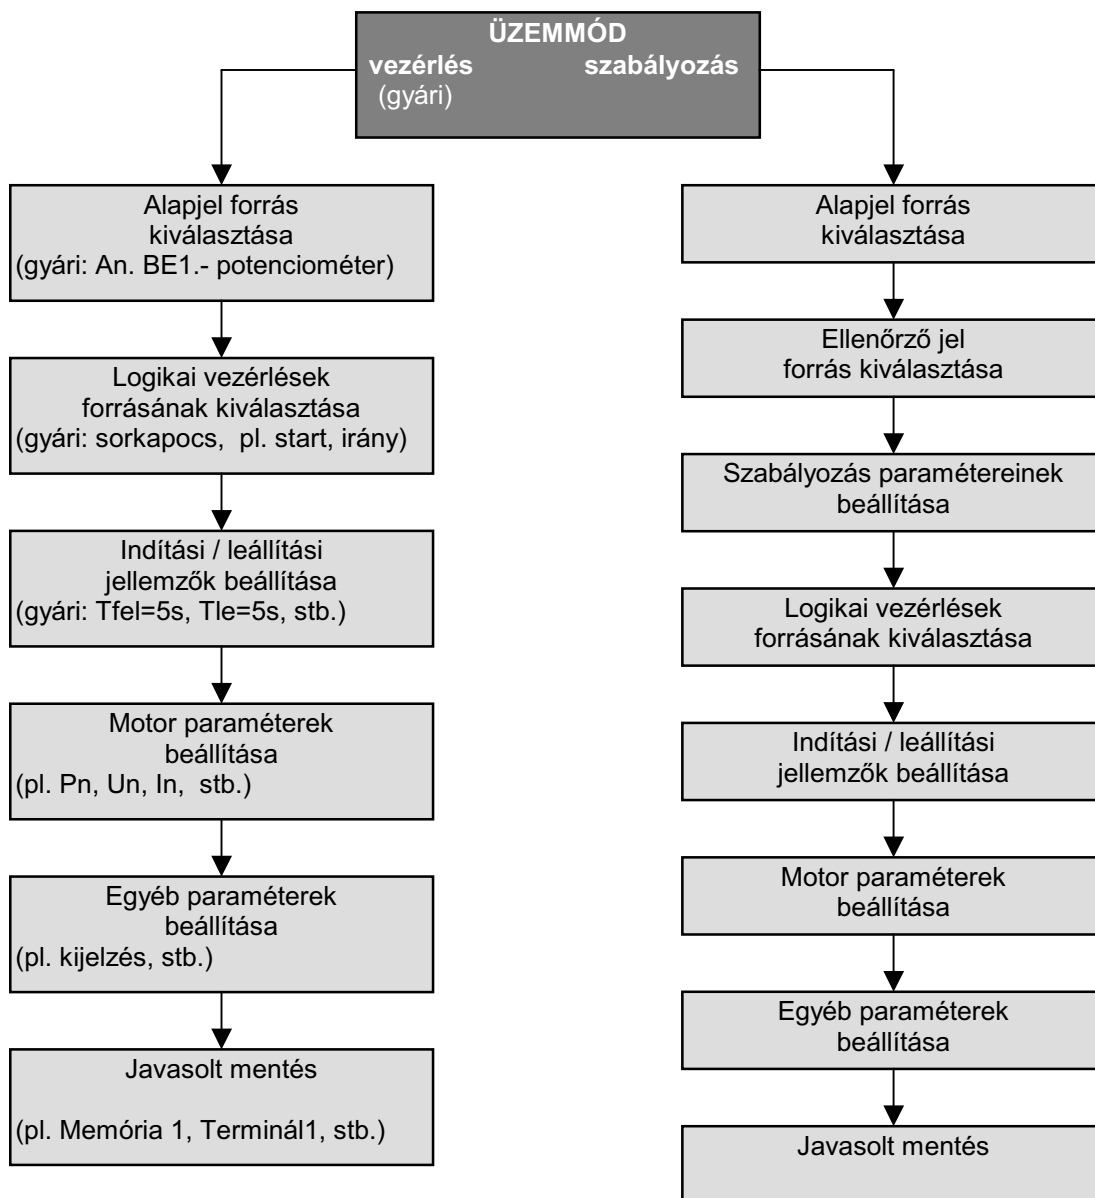 ÜZEMMÓD
vezérlés szabályozás
(gyári)
Alapjel forrás
kiválasztása
(gyári: An. BE1.- potenciométer)
Logikai vezérlések
forrásának kiválasztása
(gyári: sorkapocs, pl. start, irány)
Indítási / leállítási
jellemzők beállítása
(gyári: Tfel=5s, Tle=5s, stb.)
Motor paraméterek
beállítása
(pl. Pn, Un, In, stb.)
Egyéb paraméterek
beállítása
(pl. kijelzés, stb.)
Javasolt mentés
(pl. Memória 1, Terminál1, stb.)
Alapjel forrás
kiválasztása
Ellenőrző jel
forrás kiválasztása
Szabályozás paramétereinek
beállítása
Logikai vezérlések
forrásának kiválasztása
Indítási / leállítási
jellemzők beállítása
Motor paraméterek
beállítása
Egyéb paraméterek
beállítása
Javasolt mentés